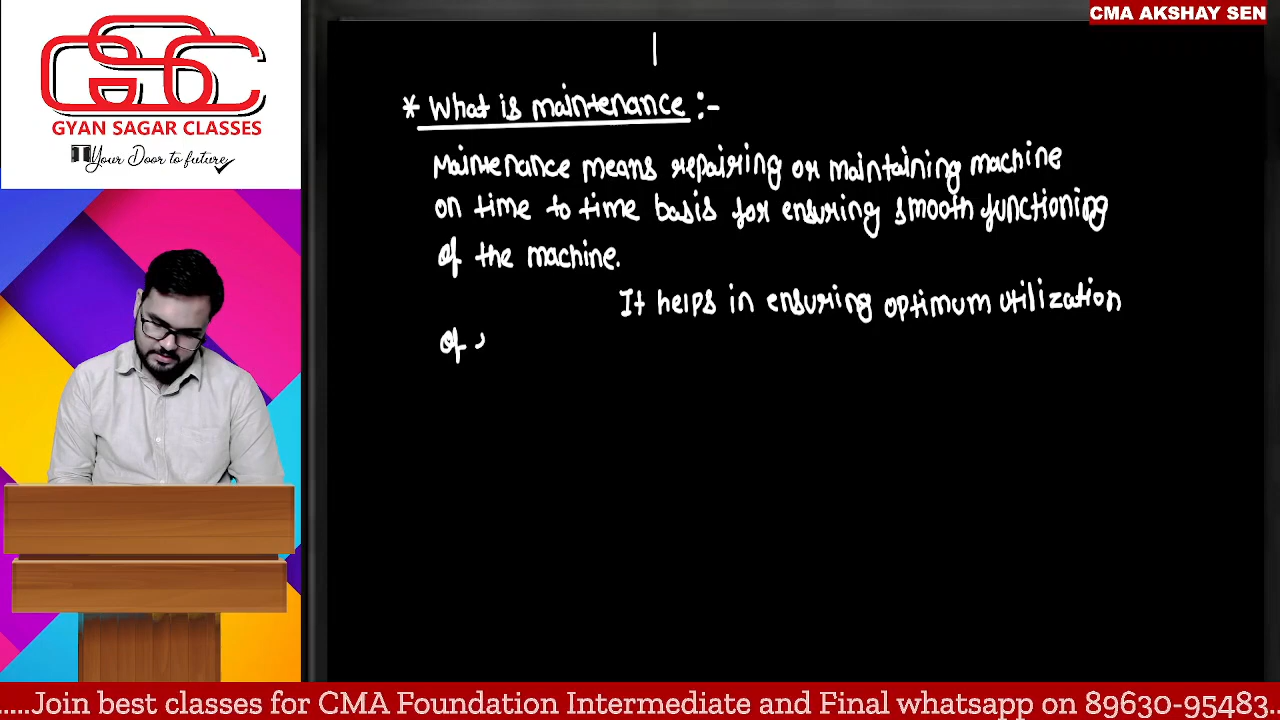 CMA AKSHAY SEN
GSC
GYAN SAGAR CLASSES
Your Door to future
* What is maintenance :-
Maintenance means repairing or maintaining machine
on time to time basis for ensuring smooth functioning
of the machine.
It helps in ensuring optimum utilization
of
.....Join best classes for CMA Foundation Intermediate and Final whatsapp on 89630-95483..